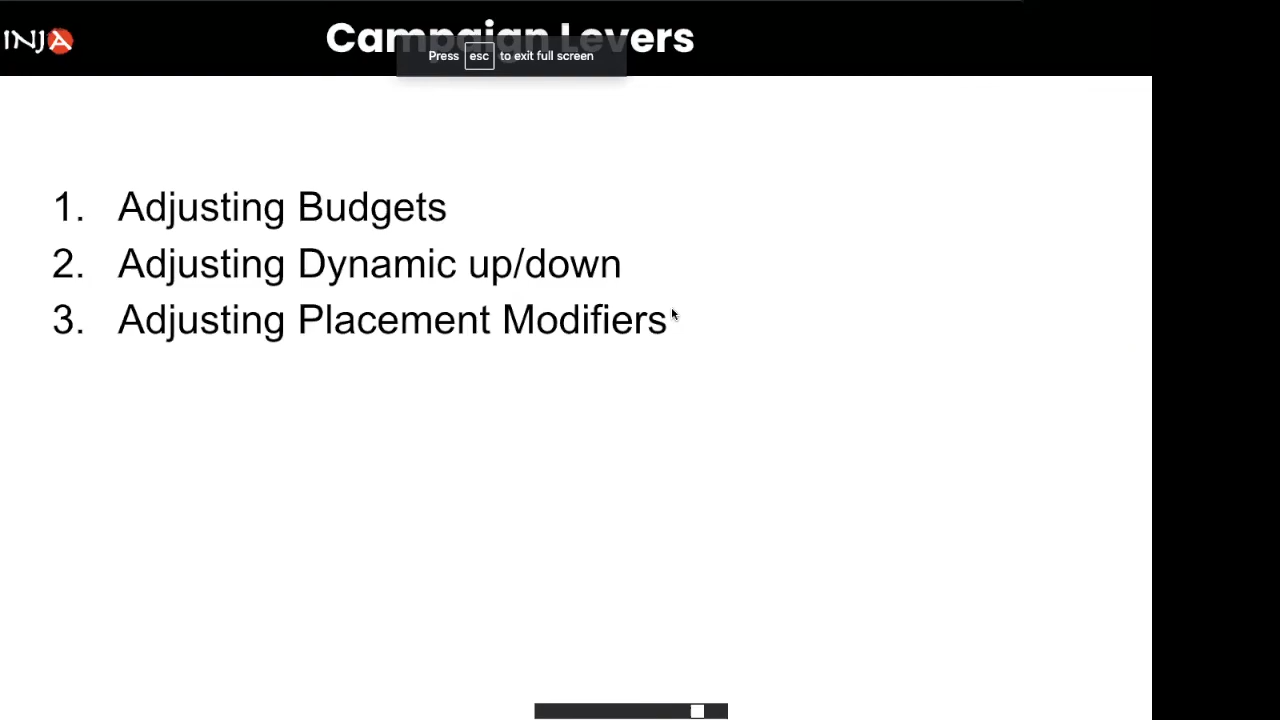 INJA
Campaign Levers
Press esc to exit full screen
1. Adjusting Budgets
2. Adjusting Dynamic up/down
3. Adjusting Placement Modifiers